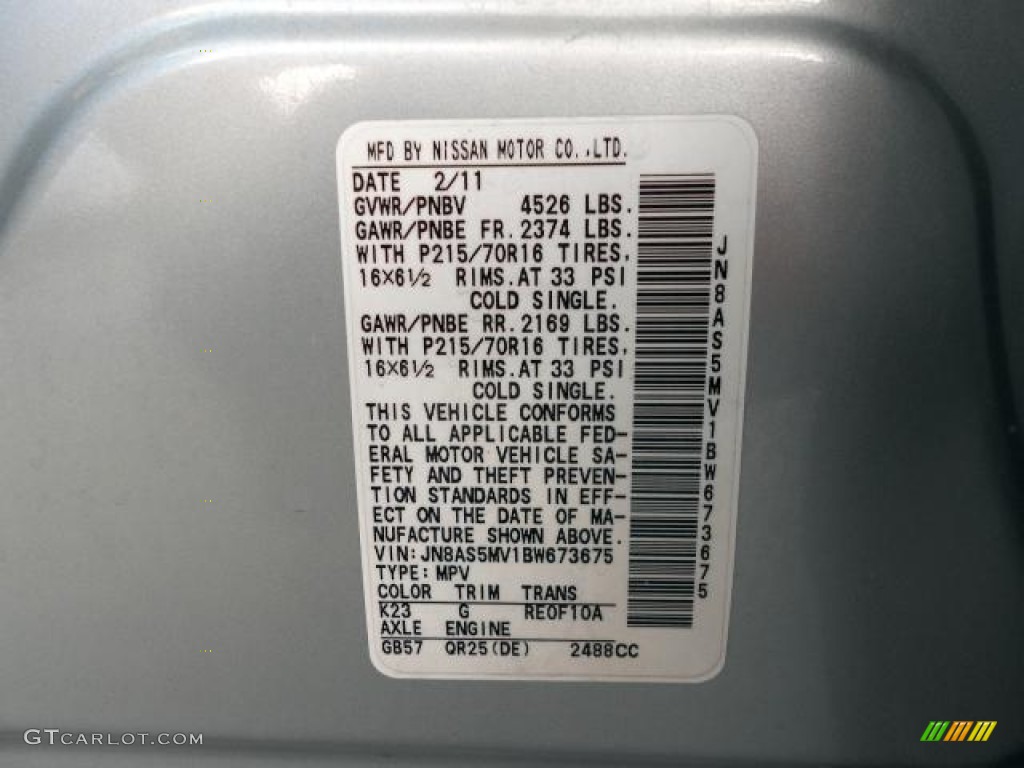 MFD BY NISSAN MOTOR CO.,LTD.
DATE 2/11
GVWR/PNBV 4526 LBS.
GAWR/PNBE FR. 2374 LBS.
WITH P215/70R16 TIRES,
16×6½ RIMS.AT 33 PSI
COLD SINGLE.
GAWR/PNBE RR. 2169 LBS.
WITH P215/70R16 TIRES,
16×6½ RIMS.AT 33 PSI
COLD SINGLE.
THIS VEHICLE CONFORMS
TO ALL APPLICABLE FED-
ERAL MOTOR VEHICLE SA-
FETY AND THEFT PREVEN-
TION STANDARDS IN EFF-
ECT ON THE DATE OF MA-
NUFACTURE SHOWN ABOVE.
VIN:JN8AS5MV1BW673675
TYPE:MPV
COLOR TRIM TRANS
K23 G RE0F10A
AXLE ENGINE
GB57 QR25(DE) 2488CC
JN8AS5MV1BW673675
GTCARLOT.COM